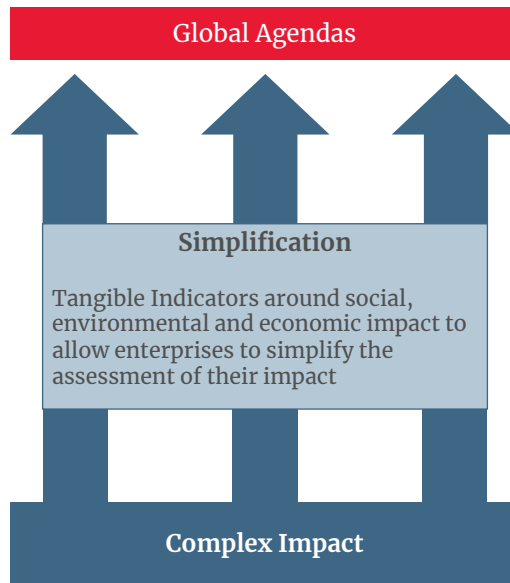 Global Agendas
Simplification
Tangible Indicators around social,
environmental and economic impact to
allow enterprises to simplify the
assessment of their impact
Complex Impact